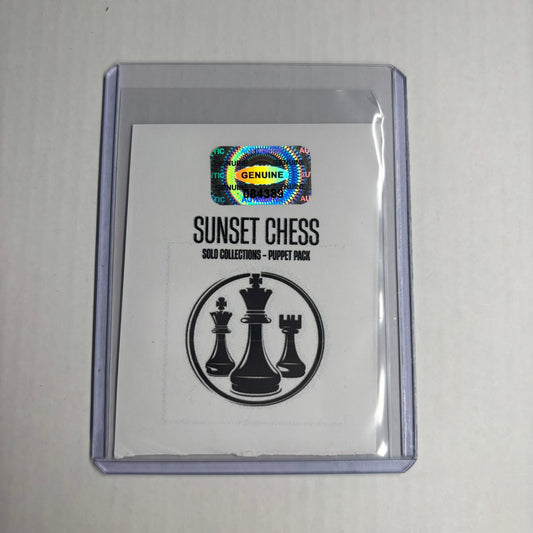 GENUINE
084389
SUNSET CHESS
SOLO COLLECTIONS - PUPPET PACK